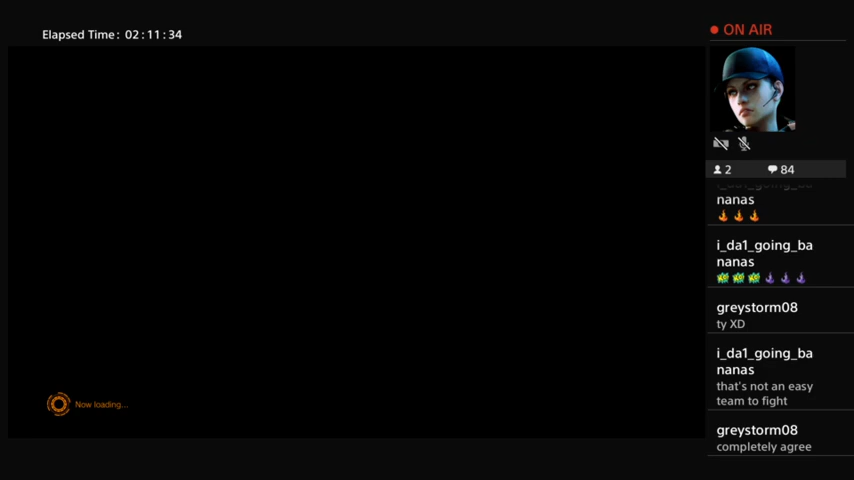 Elapsed Time: 02:11:34
ON AIR
2 84
nanas
i_da1_going_ba
nanas
greystorm08
ty XD
i_da1_going_ba
nanas
that's not an easy
team to fight
greystorm08
completely agree
Now loading...